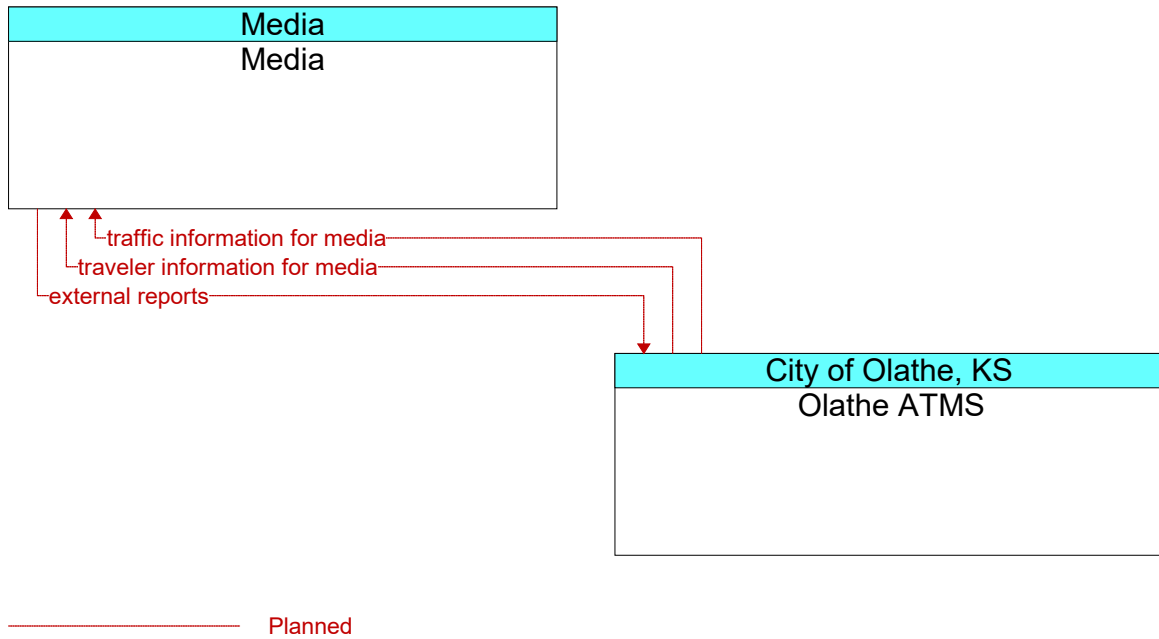 Media
Media
traffic information for media
traveler information for media
external reports
City of Olathe, KS
Olathe ATMS
Planned